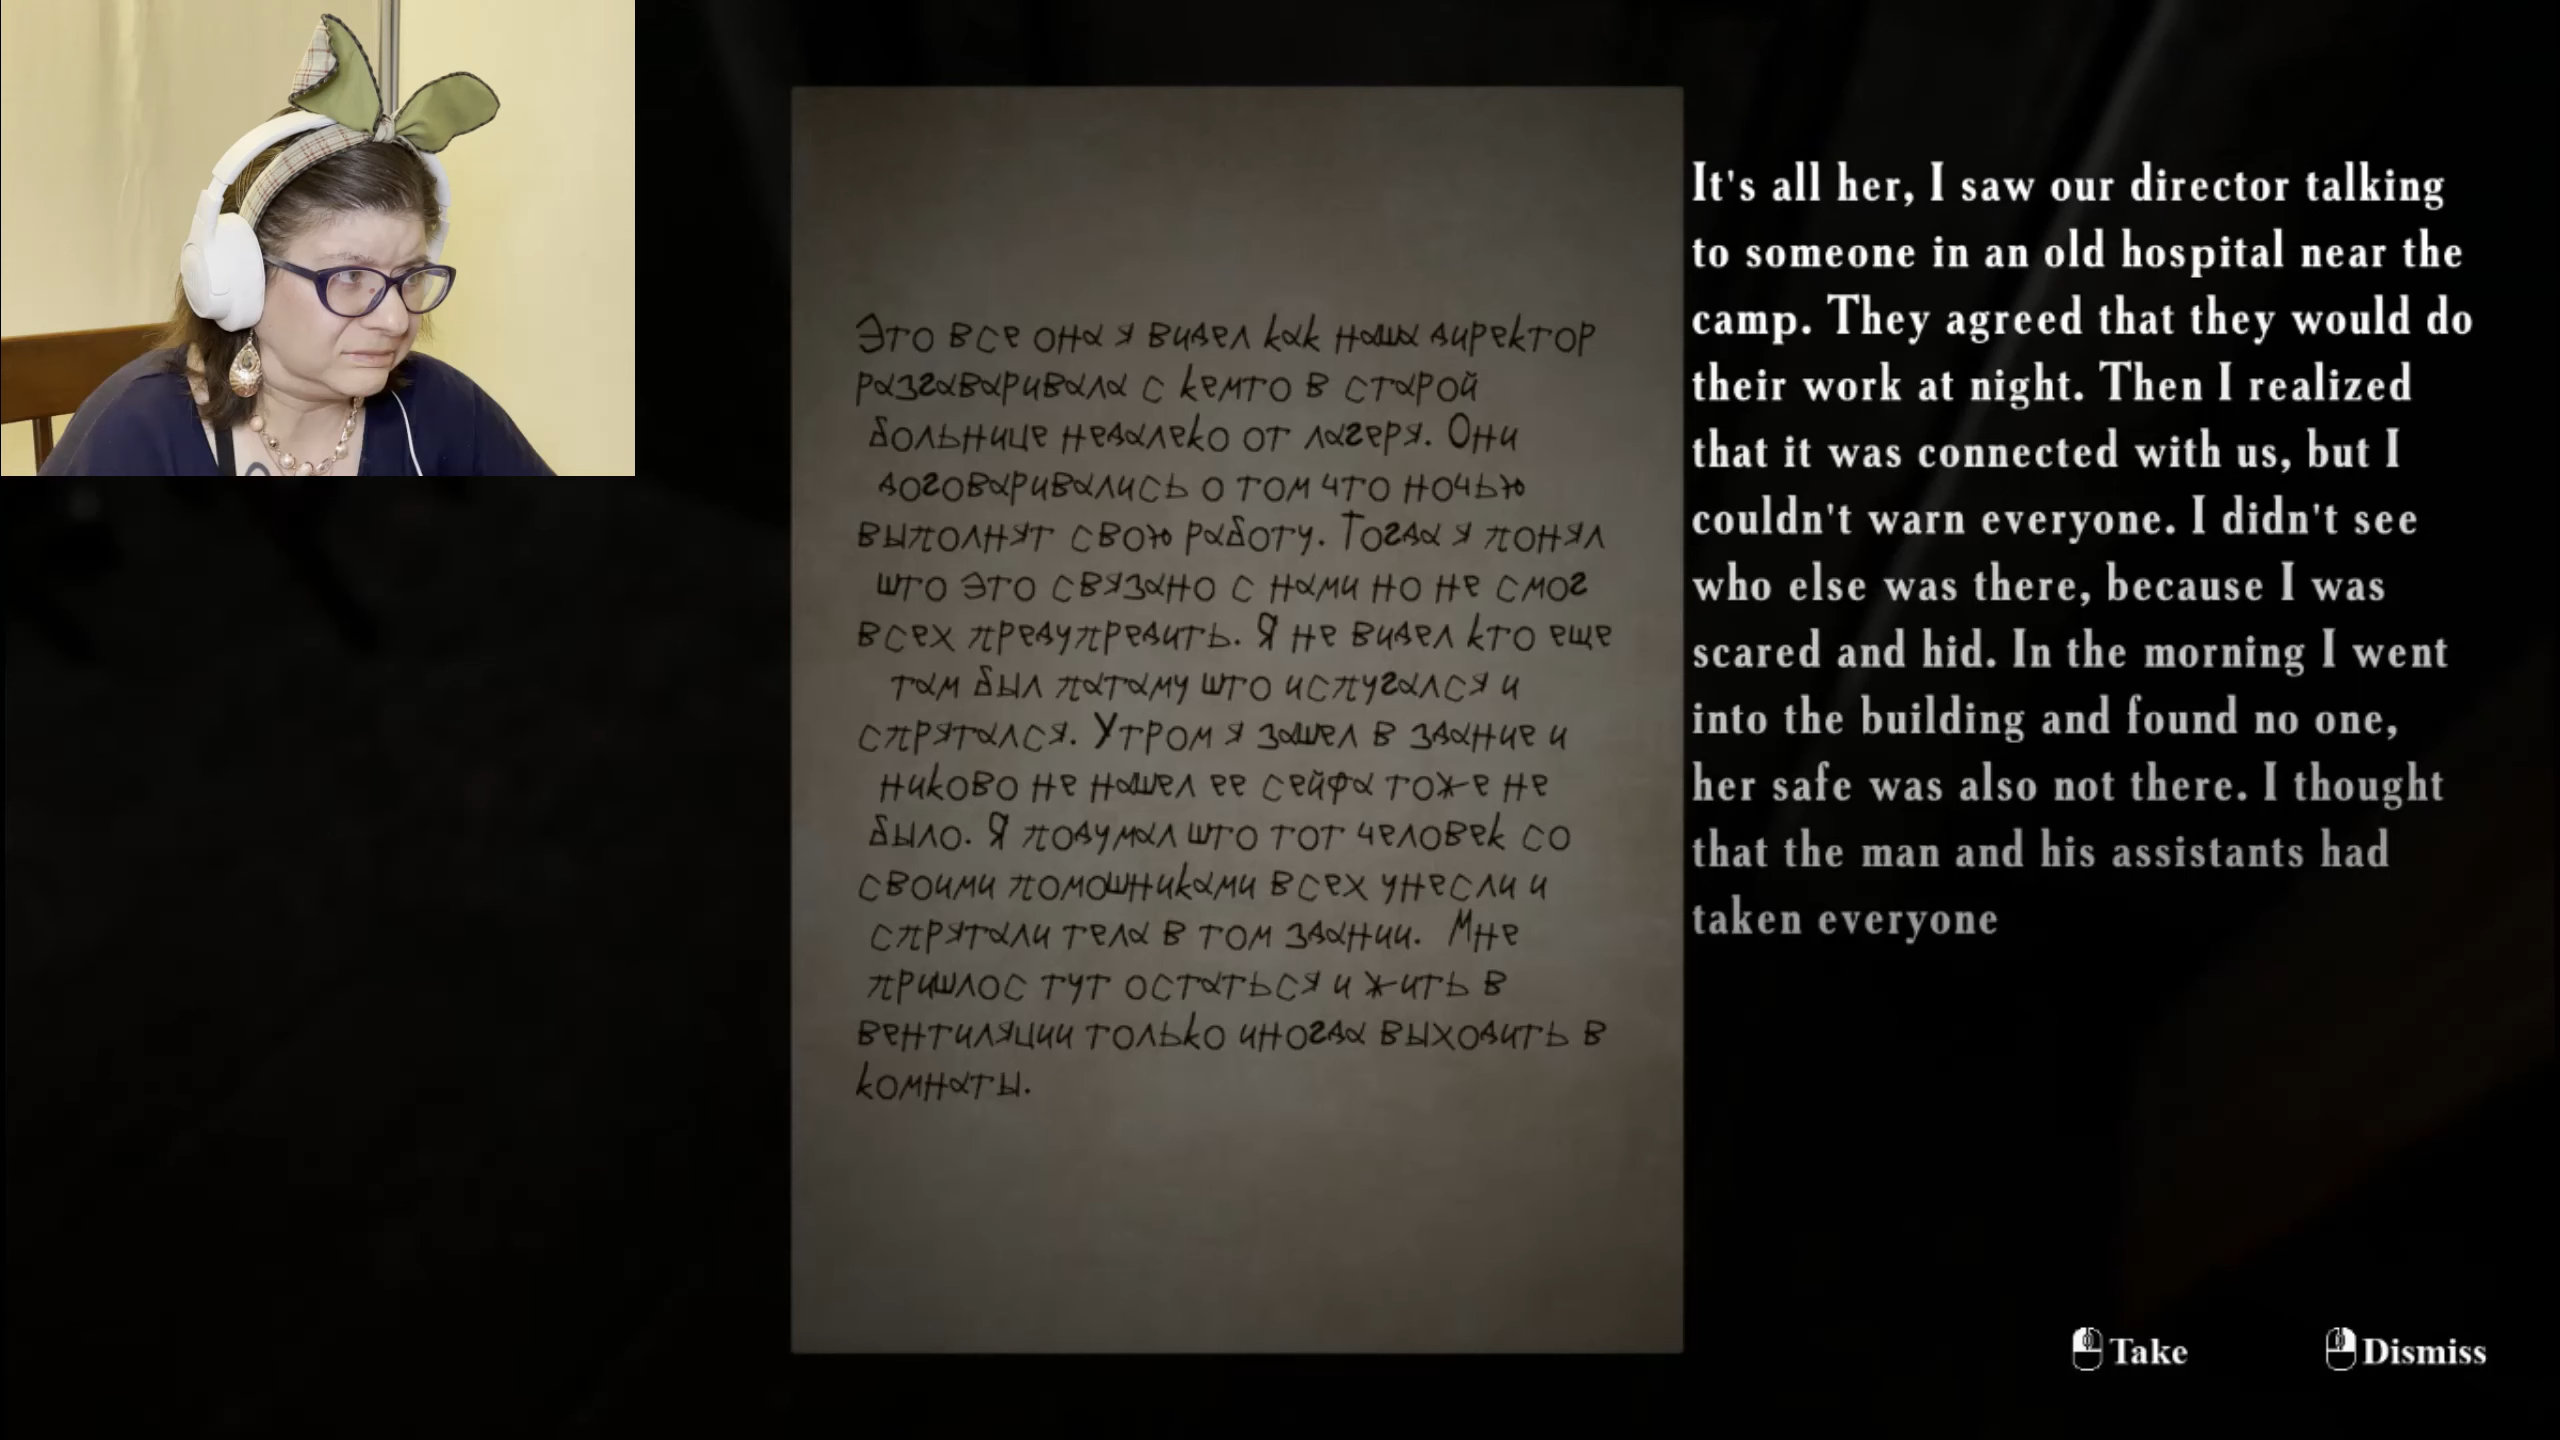 Это все она я видел как наша директор
разгаваривала с кемто в старой
больнице недалеко от лагеря. Они
договаривались о том что ночью
выполнят свою работу. Тогда я понял
што это связано с нами но не смог
всех предупредить. Я не видел кто еще
там был патаму што испугался и
спрятался. Утром я зашел в здание и
никово не нашел ее сейфа тоже не
было. Я подумал што тот человек со
своими помошниками всех унесли и
спрятали тела в том здании. Мне
пришлос тут остаться и жить в
вентиляции только иногда выходить в
комнаты.
It's all her, I saw our director talking
to someone in an old hospital near the
camp. They agreed that they would do
their work at night. Then I realized
that it was connected with us, but I
couldn't warn everyone. I didn't see
who else was there, because I was
scared and hid. In the morning I went
into the building and found no one,
her safe was also not there. I thought
that the man and his assistants had
taken everyone
Take
Dismiss